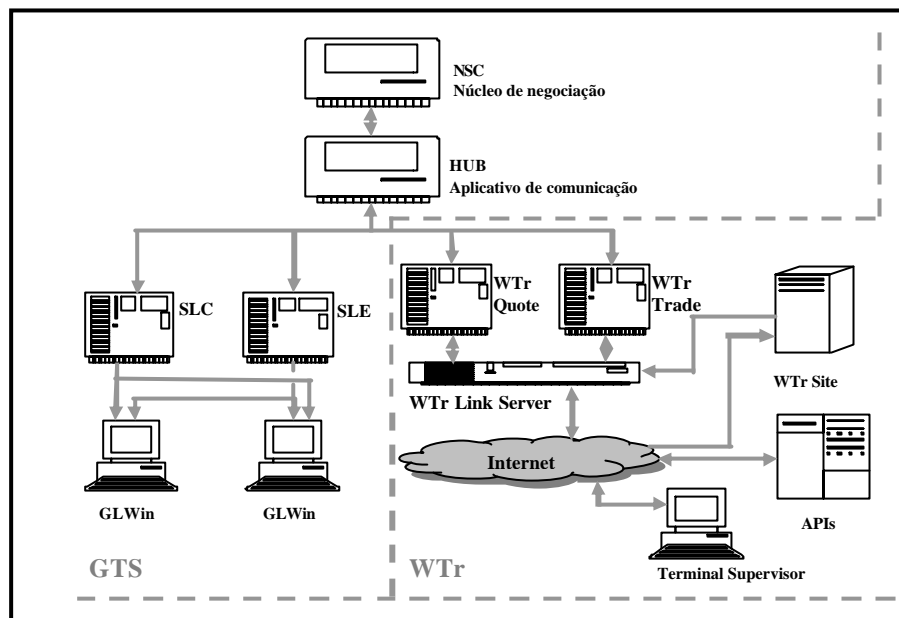 NSC
Núcleo de negociação
HUB
Aplicativo de comunicação
SLC
SLE
WTr
Quote
WTr
Trade
WTr Site
WTr Link Server
Internet
GLWin
GLWin
APIs
Terminal Supervisor
GTS
WTr